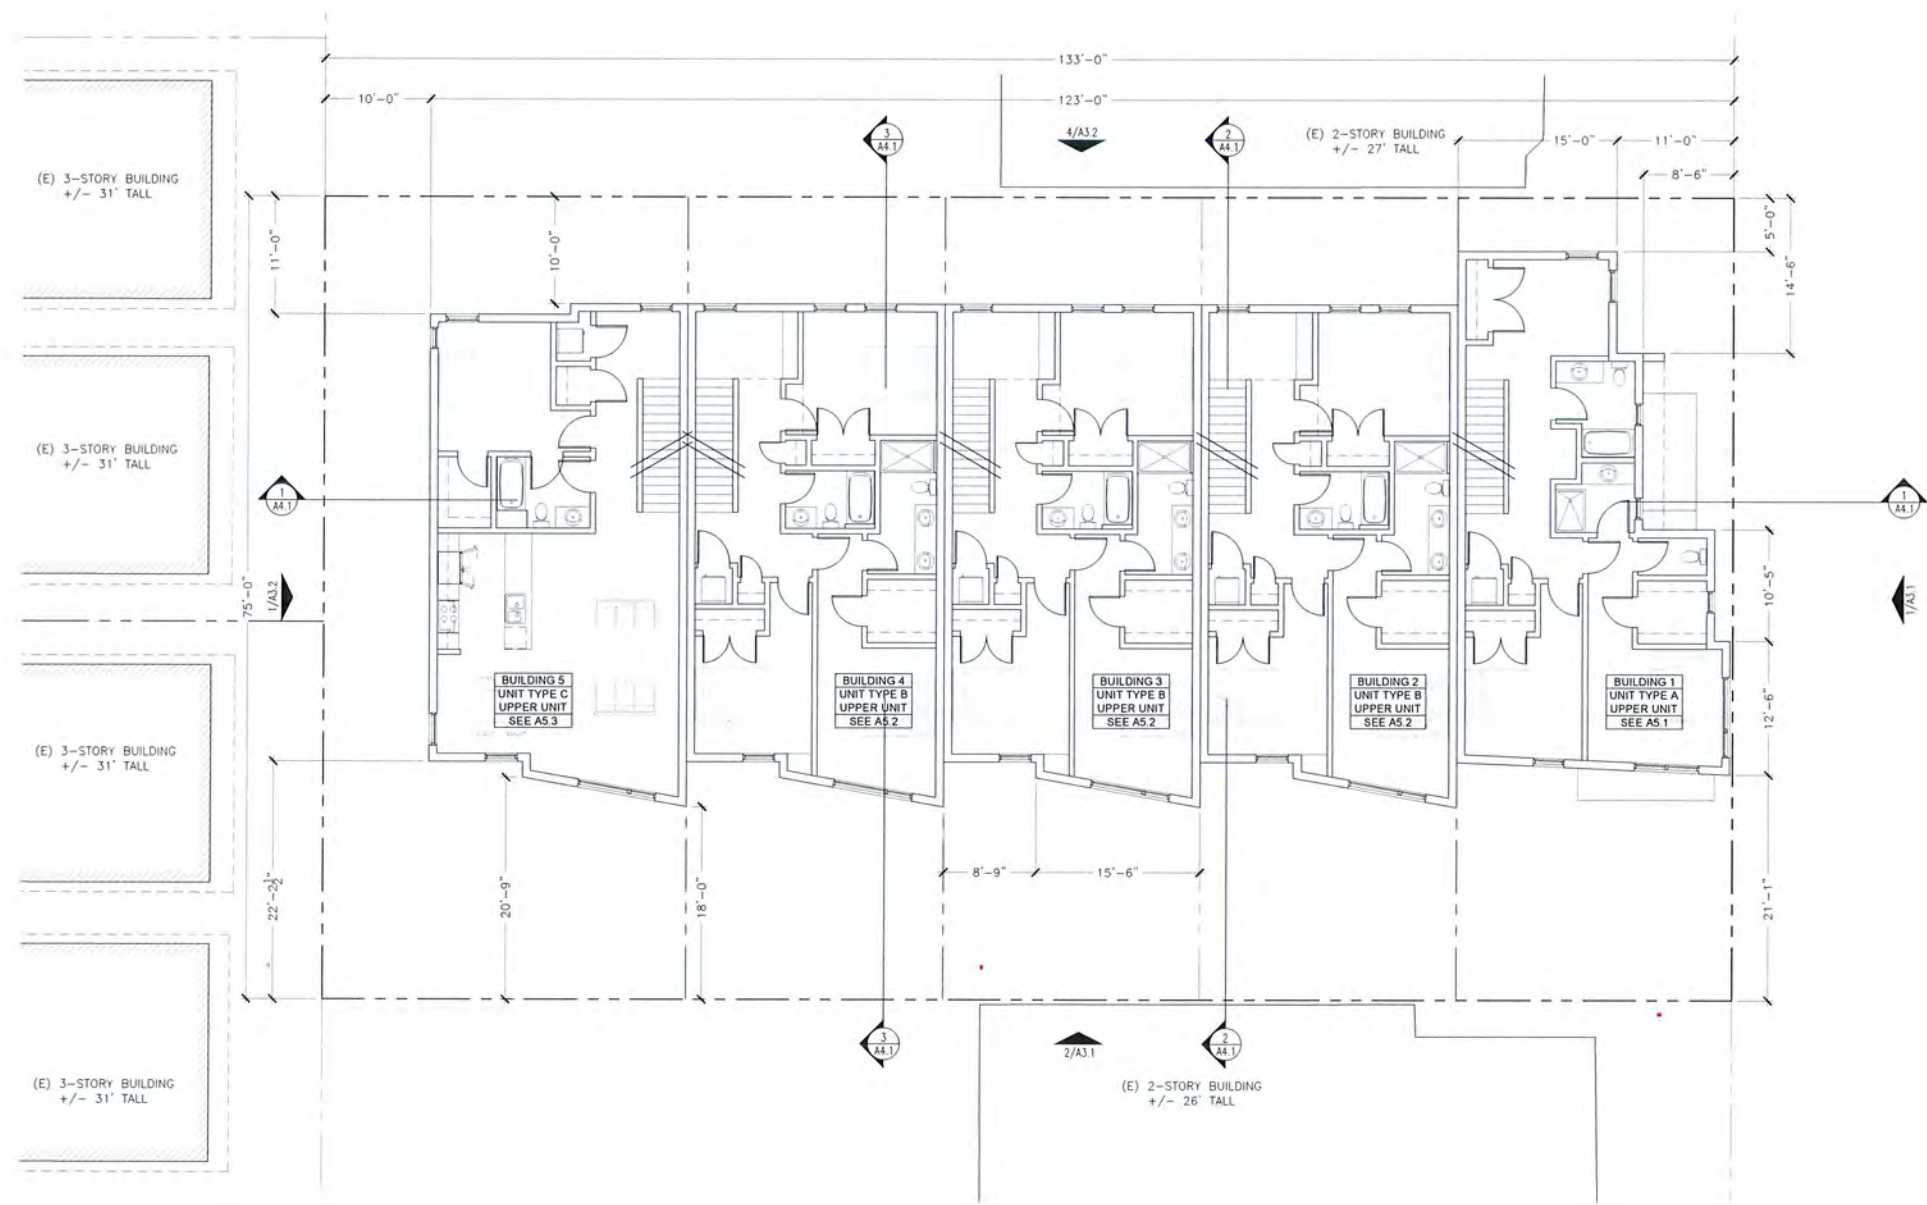 133'-0"
10'-0"
123'-0"
3
A4.1
4/A3.2
2
A4.1
(E) 2-STORY BUILDING
+/- 27' TALL
15'-0"
11'-0"
8'-6"
(E) 3-STORY BUILDING
+/- 31' TALL
11'-0"
10'-0"
5'-0"
14'-6"
(E) 3-STORY BUILDING
+/- 31' TALL
1
A4.1
1
A4.1
75'-0"
1/A3.2
10'-5"
1/A3.1
BUILDING 5
UNIT TYPE C
UPPER UNIT
SEE A5.3
BUILDING 4
UNIT TYPE B
UPPER UNIT
SEE A5.2
BUILDING 3
UNIT TYPE B
UPPER UNIT
SEE A5.2
BUILDING 2
UNIT TYPE B
UPPER UNIT
SEE A5.2
BUILDING 1
UNIT TYPE A
UPPER UNIT
SEE A5.1
12'-6"
(E) 3-STORY BUILDING
+/- 31' TALL
22'-2½"
20'-9"
18'-0"
8'-9"
15'-6"
21'-1"
3
A4.1
2/A3.1
2
A4.1
(E) 3-STORY BUILDING
+/- 31' TALL
(E) 2-STORY BUILDING
+/- 26' TALL